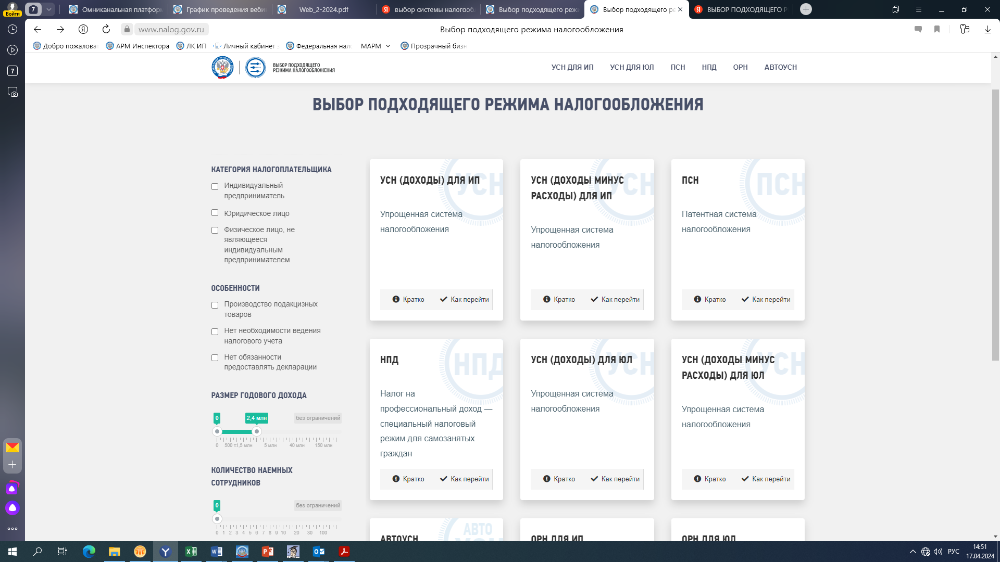 Войти
7
Омниканальная платформ
График проведения веби
Web_2-2024.pdf
выбор системы налогооб
Выбор подходящего режи
Выбор подходящего ре
ВЫБОР ПОДХОДЯЩЕГО Р
www.nalog.gov.ru
Выбор подходящего режима налогообложения
Добро пожаловат
АРМ Инспектора
ЛК ИП
Личный кабинет
Федеральная нал
МАРМ
Прозрачный бизн
7
ВЫБОР ПОДХОДЯЩЕГО
РЕЖИМА НАЛОГООБЛОЖЕНИЯ
УСН ДЛЯ ИП
УСН ДЛЯ ЮЛ
ПСН
НПД
ОРН
АВТОУСН
ВЫБОР ПОДХОДЯЩЕГО РЕЖИМА НАЛОГООБЛОЖЕНИЯ
КАТЕГОРИЯ НАЛОГОПЛАТЕЛЬЩИКА
Индивидуальный
предприниматель
Юридическое лицо
Физическое лицо, не
являющееся
индивидуальным
предпринимателем
ОСОБЕННОСТИ
Производство подакцизных
товаров
Нет необходимости ведения
налогового учета
Нет обязанности
предоставлять декларации
РАЗМЕР ГОДОВОГО ДОХОДА
0
2,4 млн
без ограничений
0 500 т. 1,5 млн 5 млн 40 млн 150 млн
КОЛИЧЕСТВО НАЕМНЫХ
СОТРУДНИКОВ
0
без ограничений
0 1 2 3 4 5 6 7 8 9 10 20 30 100
УСН
УСН (ДОХОДЫ) ДЛЯ ИП
Упрощенная система
налогообложения
Кратко
Как перейти
УСН
УСН (ДОХОДЫ МИНУС
РАСХОДЫ) ДЛЯ ИП
Упрощенная система
налогообложения
Кратко
Как перейти
ПСН
ПСН
Патентная система
налогообложения
Кратко
Как перейти
НПД
НПД
Налог на
профессиональный доход —
специальный налоговый
режим для самозанятых
граждан
Кратко
Как перейти
УСН
УСН (ДОХОДЫ) ДЛЯ ЮЛ
Упрощенная система
налогообложения
Кратко
Как перейти
УСН
УСН (ДОХОДЫ МИНУС
РАСХОДЫ) ДЛЯ ЮЛ
Упрощенная система
налогообложения
Кратко
Как перейти
АВТО
УСН
АВТОУСН
ОРН ДЛЯ ИП
ОРН ДЛЯ ЮЛ
РУС
14:51
17.04.2024